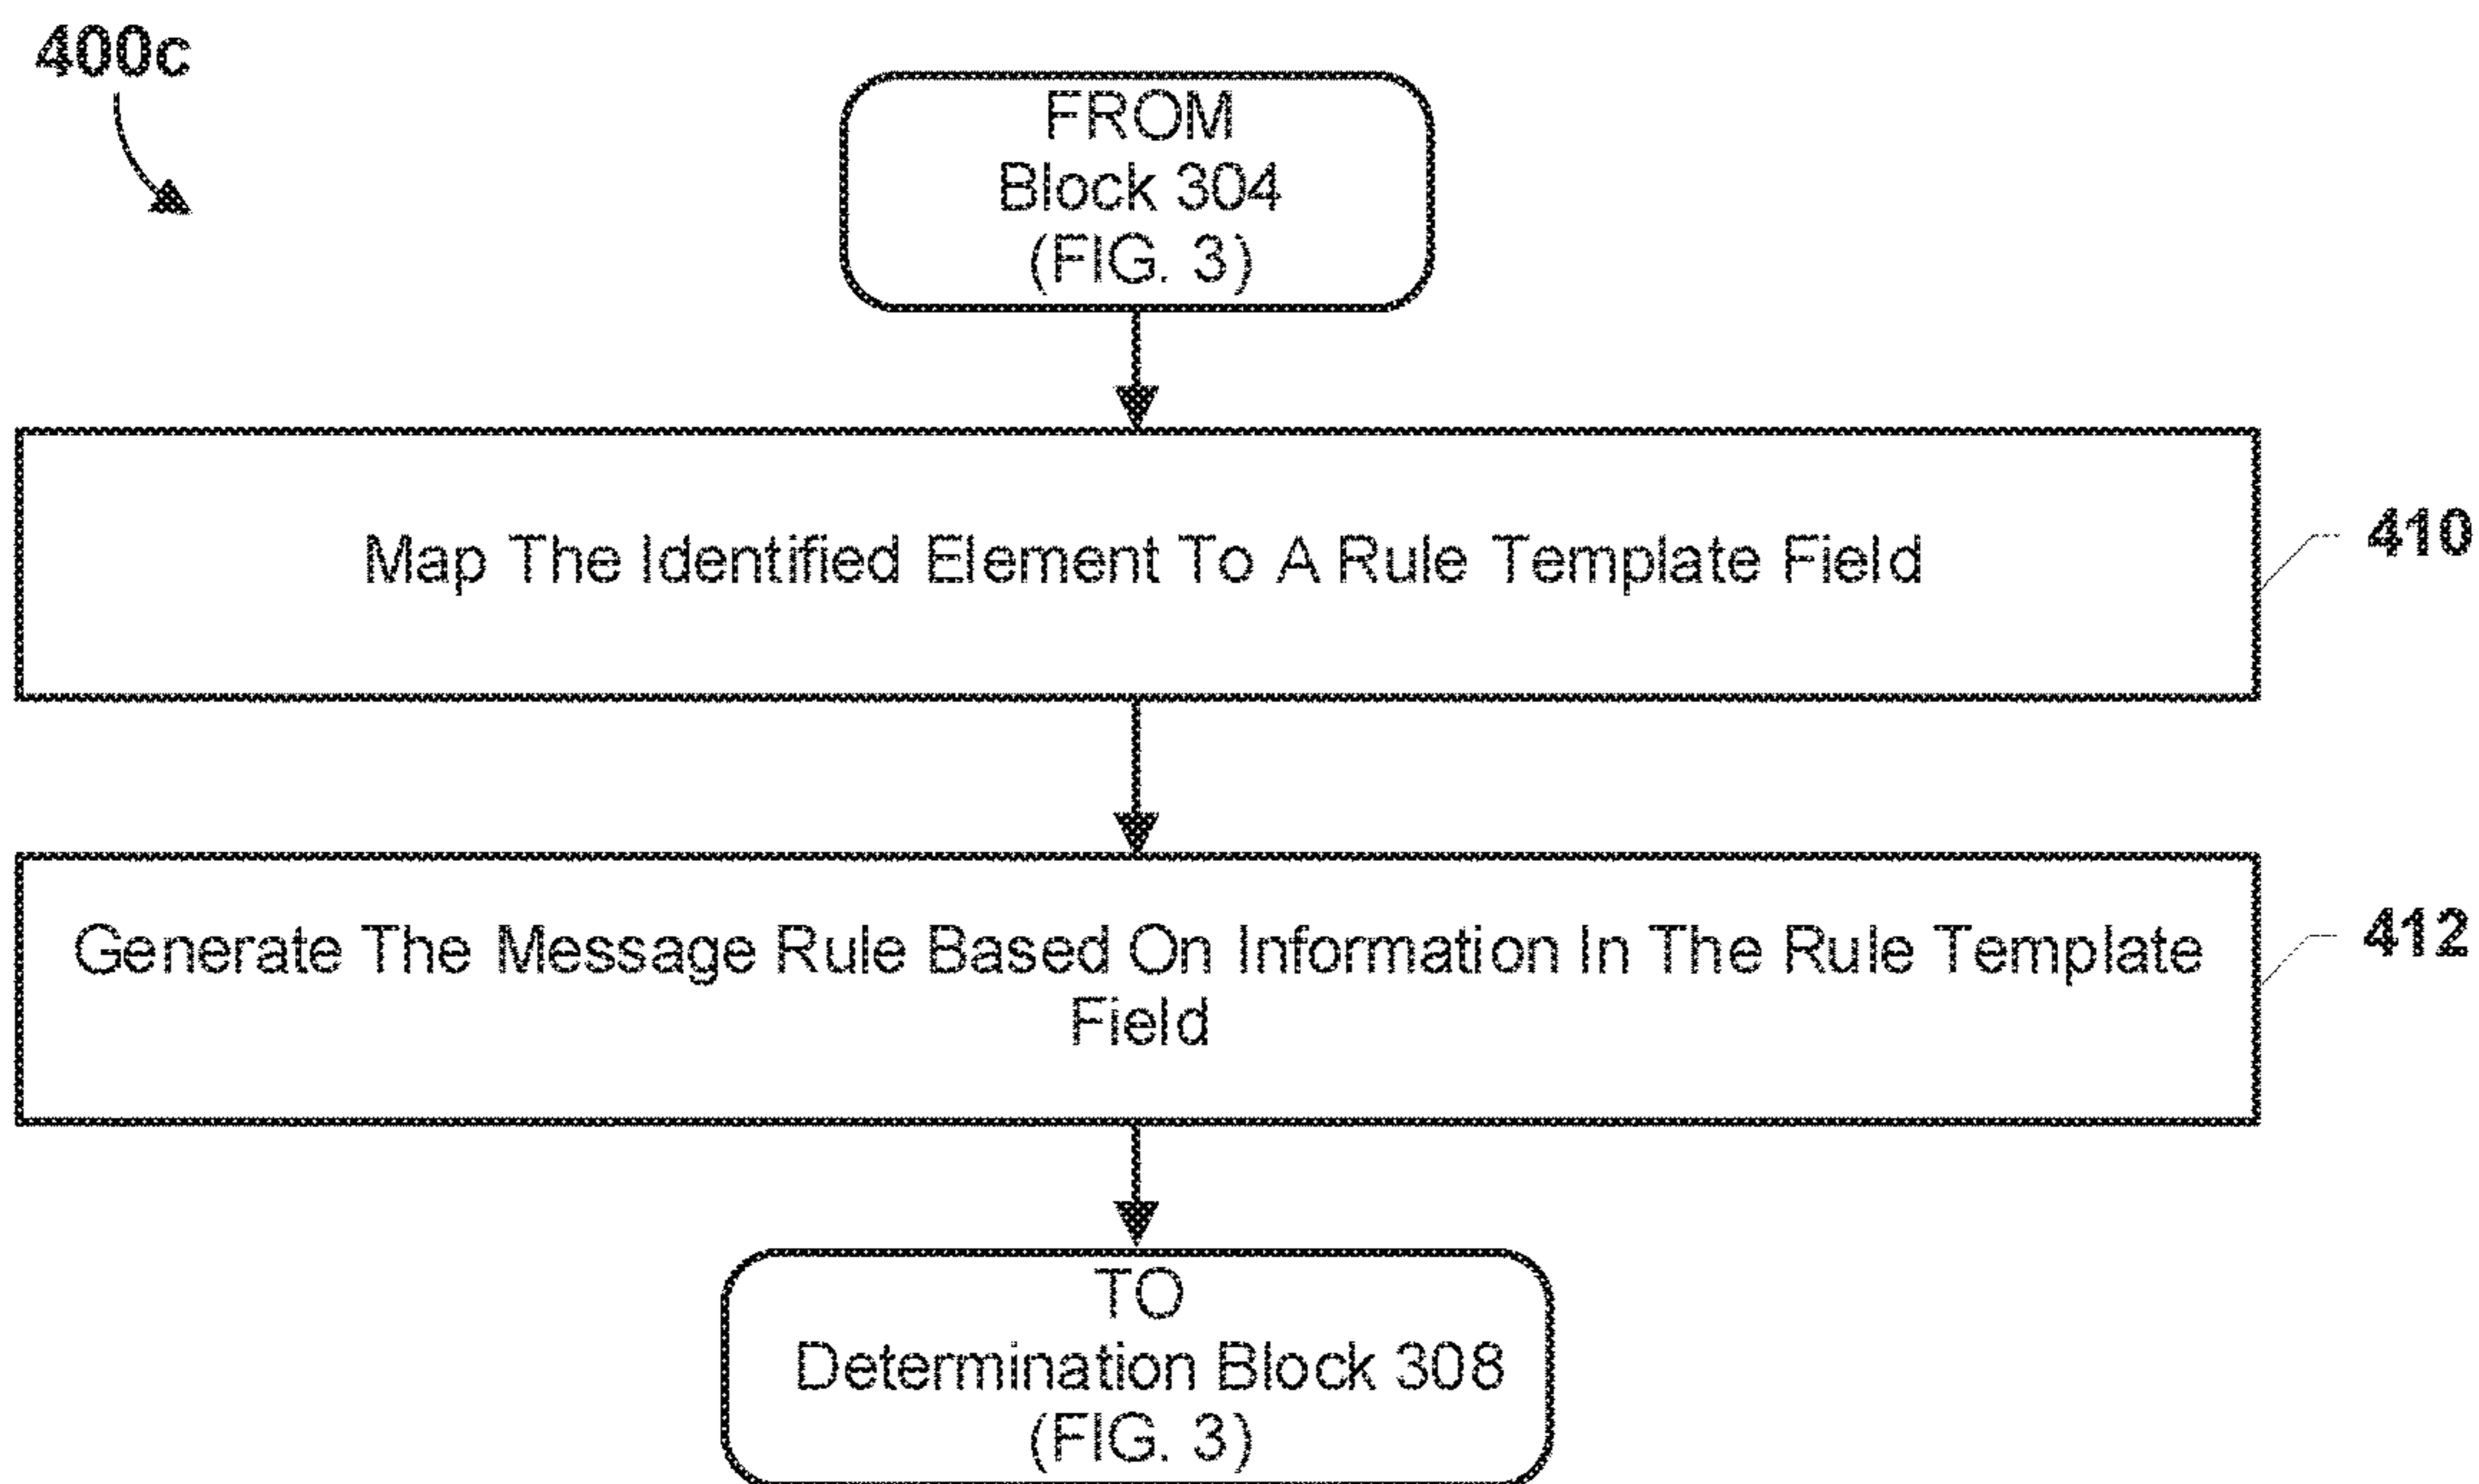 400c
FROM
Block 304
(FIG. 3)
Map The Identified Element To A Rule Template Field
410
Generate The Message Rule Based On Information In The Rule Template
Field
412
TO
Determination Block 308
(FIG. 3)